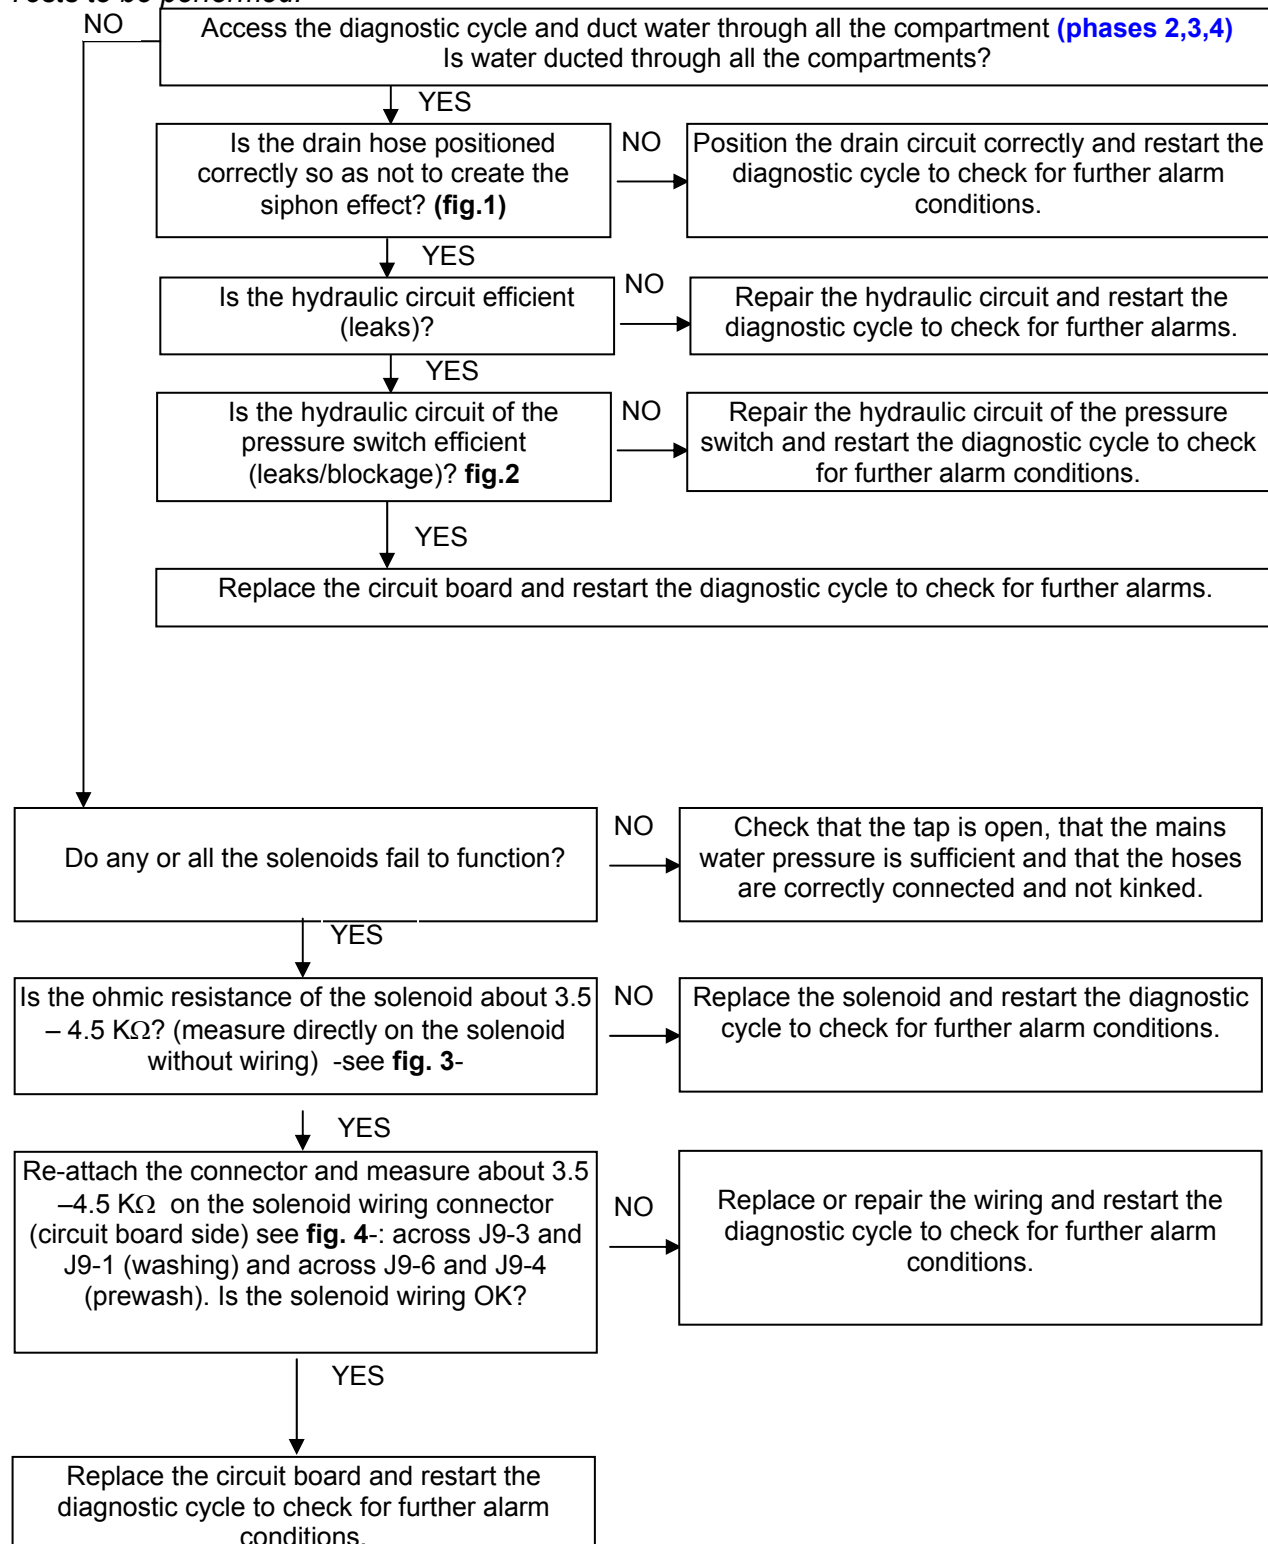 Tests to be performed:
NO
Access the diagnostic cycle and duct water through all the compartment (phases 2,3,4)
Is water ducted through all the compartments?
YES
Is the drain hose positioned
correctly so as not to create the
siphon effect? (fig.1)
NO
Position the drain circuit correctly and restart the
diagnostic cycle to check for further alarm
conditions.
YES
Is the hydraulic circuit efficient
(leaks)?
NO
Repair the hydraulic circuit and restart the
diagnostic cycle to check for further alarms.
YES
Is the hydraulic circuit of the
pressure switch efficient
(leaks/blockage)? fig.2
NO
Repair the hydraulic circuit of the pressure
switch and restart the diagnostic cycle to check
for further alarm conditions.
YES
Replace the circuit board and restart the diagnostic cycle to check for further alarms.
Do any or all the solenoids fail to function?
NO
Check that the tap is open, that the mains
water pressure is sufficient and that the hoses
are correctly connected and not kinked.
YES
Is the ohmic resistance of the solenoid about 3.5
– 4.5 KΩ? (measure directly on the solenoid
without wiring) -see fig. 3-
NO
Replace the solenoid and restart the diagnostic
cycle to check for further alarm conditions.
YES
Re-attach the connector and measure about 3.5
–4.5 KΩ on the solenoid wiring connector
(circuit board side) see fig. 4-: across J9-3 and
J9-1 (washing) and across J9-6 and J9-4
(prewash). Is the solenoid wiring OK?
NO
Replace or repair the wiring and restart the
diagnostic cycle to check for further alarm
conditions.
YES
Replace the circuit board and restart the
diagnostic cycle to check for further alarm
conditions.